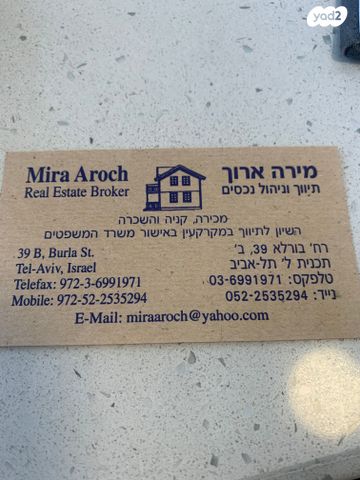 yad2
Mira Aroch
Real Estate Broker
מירה ארוך
תיווך וניהול נכסים
מכירה, קניה והשכרה
השיון לתיווך במקרקעין באישור משרד המשפטים
39 B, Burla St.
Tel-Aviv, Israel
Telefax: 972-3-6991971
Mobile: 972-52-2535294
רח' בורלא 39, ב'
תכנית ל' תל-אביב
טלפקס: 03-6991971
נייד: 052-2535294
E-Mail: miraaroch@yahoo.com